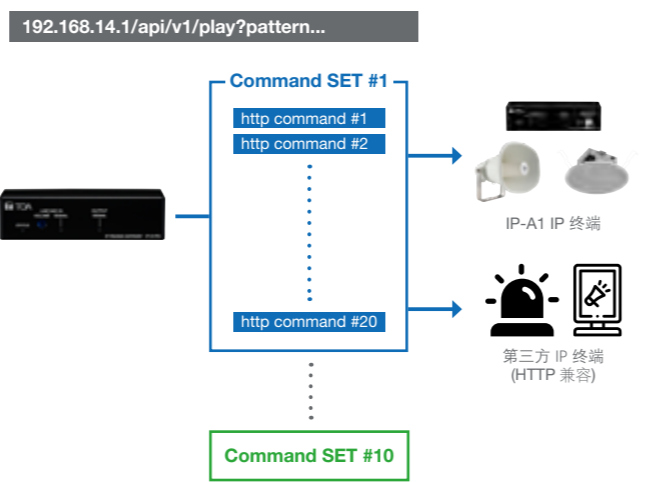 192.168.14.1/api/v1/play?pattern...
Command SET #1
http command #1
http command #2
http command #20
TOA
IP-A1 IP 终端
第三方 IP 终端
(HTTP 兼容)
Command SET #10